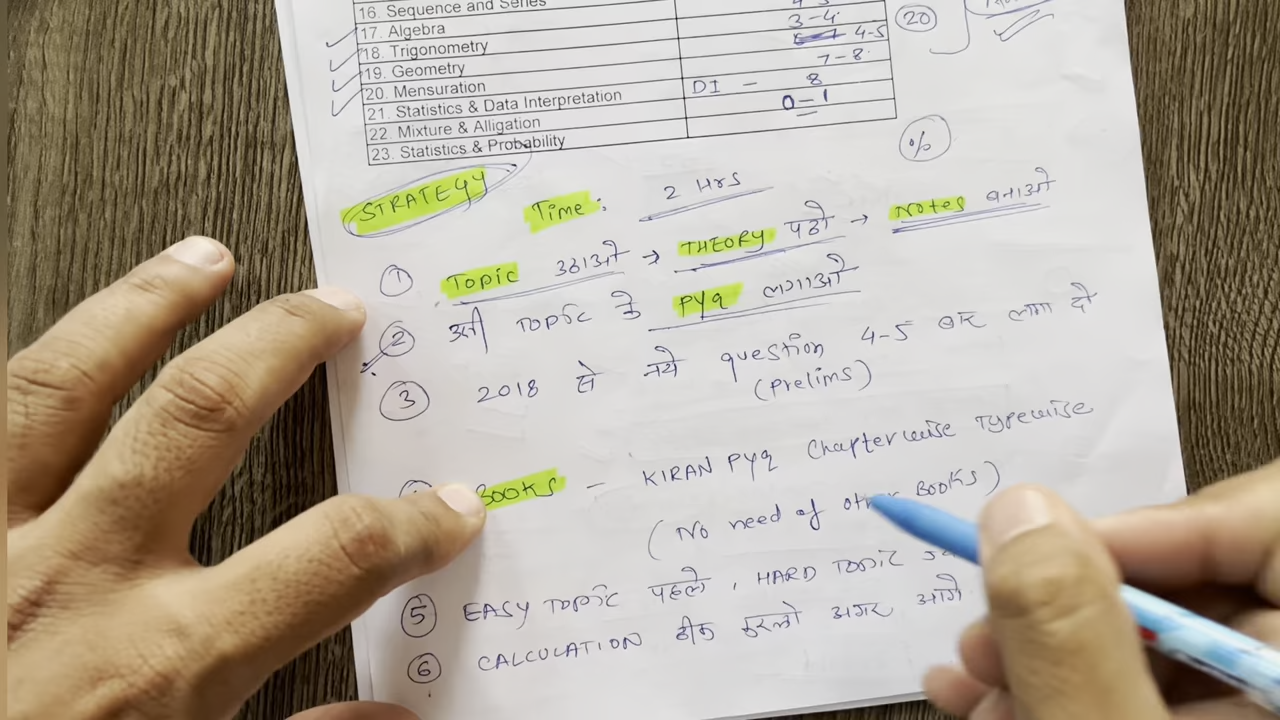 16. Sequence and Series
17. Algebra 3-4
(20)
18. Trigonometry 4-5
19. Geometry 7-8
20. Mensuration
21. Statistics & Data Interpretation DI - 8
22. Mixture & Alligation 0-1
23. Statistics & Probability
%
STRATEGY
Time: 2 Hrs
① Topic उठाओ → THEORY पढो → Notes बनाओ
② उसी TOPIC के PYQ लगाओ
③ 2018 से नये question 4-5 बार लगा दो
(Prelims)
BOOKS - KIRAN PYQ Chapterwise Typewise
(No need of other BOOKS)
⑤ EASY TOPIC पहले, HARD TOPIC
⑥ CALCULATION ठीक करलो अगर आगे